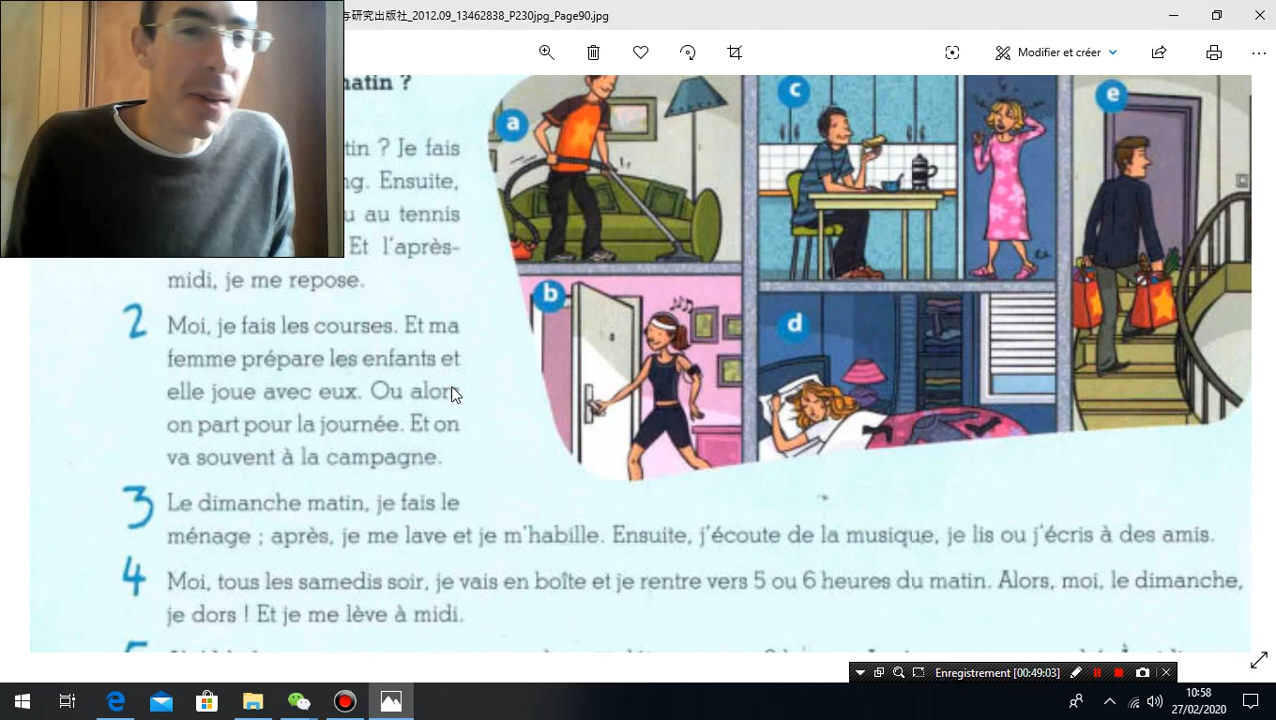 与研究出版社_2012.09_13462838_P230jpg_Page90.jpg
Modifier et créer
matin ?
a
c
e
b
d
tin ? Je fais
ng. Ensuite,
u au tennis
Et l'après-
midi, je me repose.
2 Moi, je fais les courses. Et ma
femme prépare les enfants et
elle joue avec eux. Ou alors
on part pour la journée. Et on
va souvent à la campagne.
3 Le dimanche matin, je fais le
ménage ; après, je me lave et je m'habille. Ensuite, j'écoute de la musique, je lis ou j'écris à des amis.
4 Moi, tous les samedis soir, je vais en boîte et je rentre vers 5 ou 6 heures du matin. Alors, moi, le dimanche,
je dors ! Et je me lève à midi.
Enregistrement [00:49:03]
10:58
27/02/2020